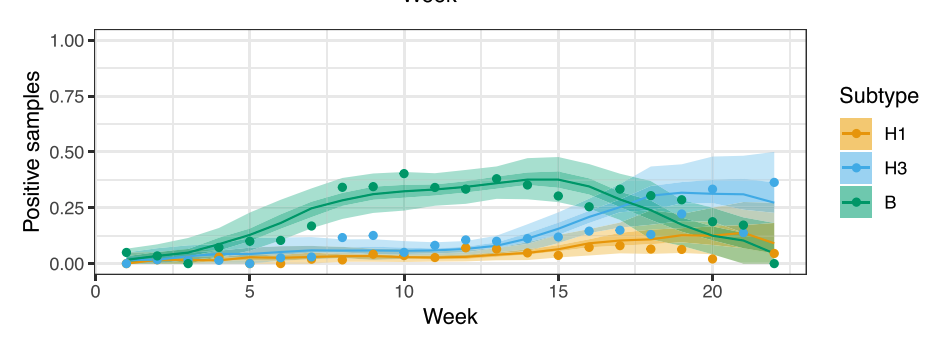 Week
1.00
0.75
0.50
0.25
0.00
Positive samples
0 5 10 15 20
Week
Subtype
H1
H3
B